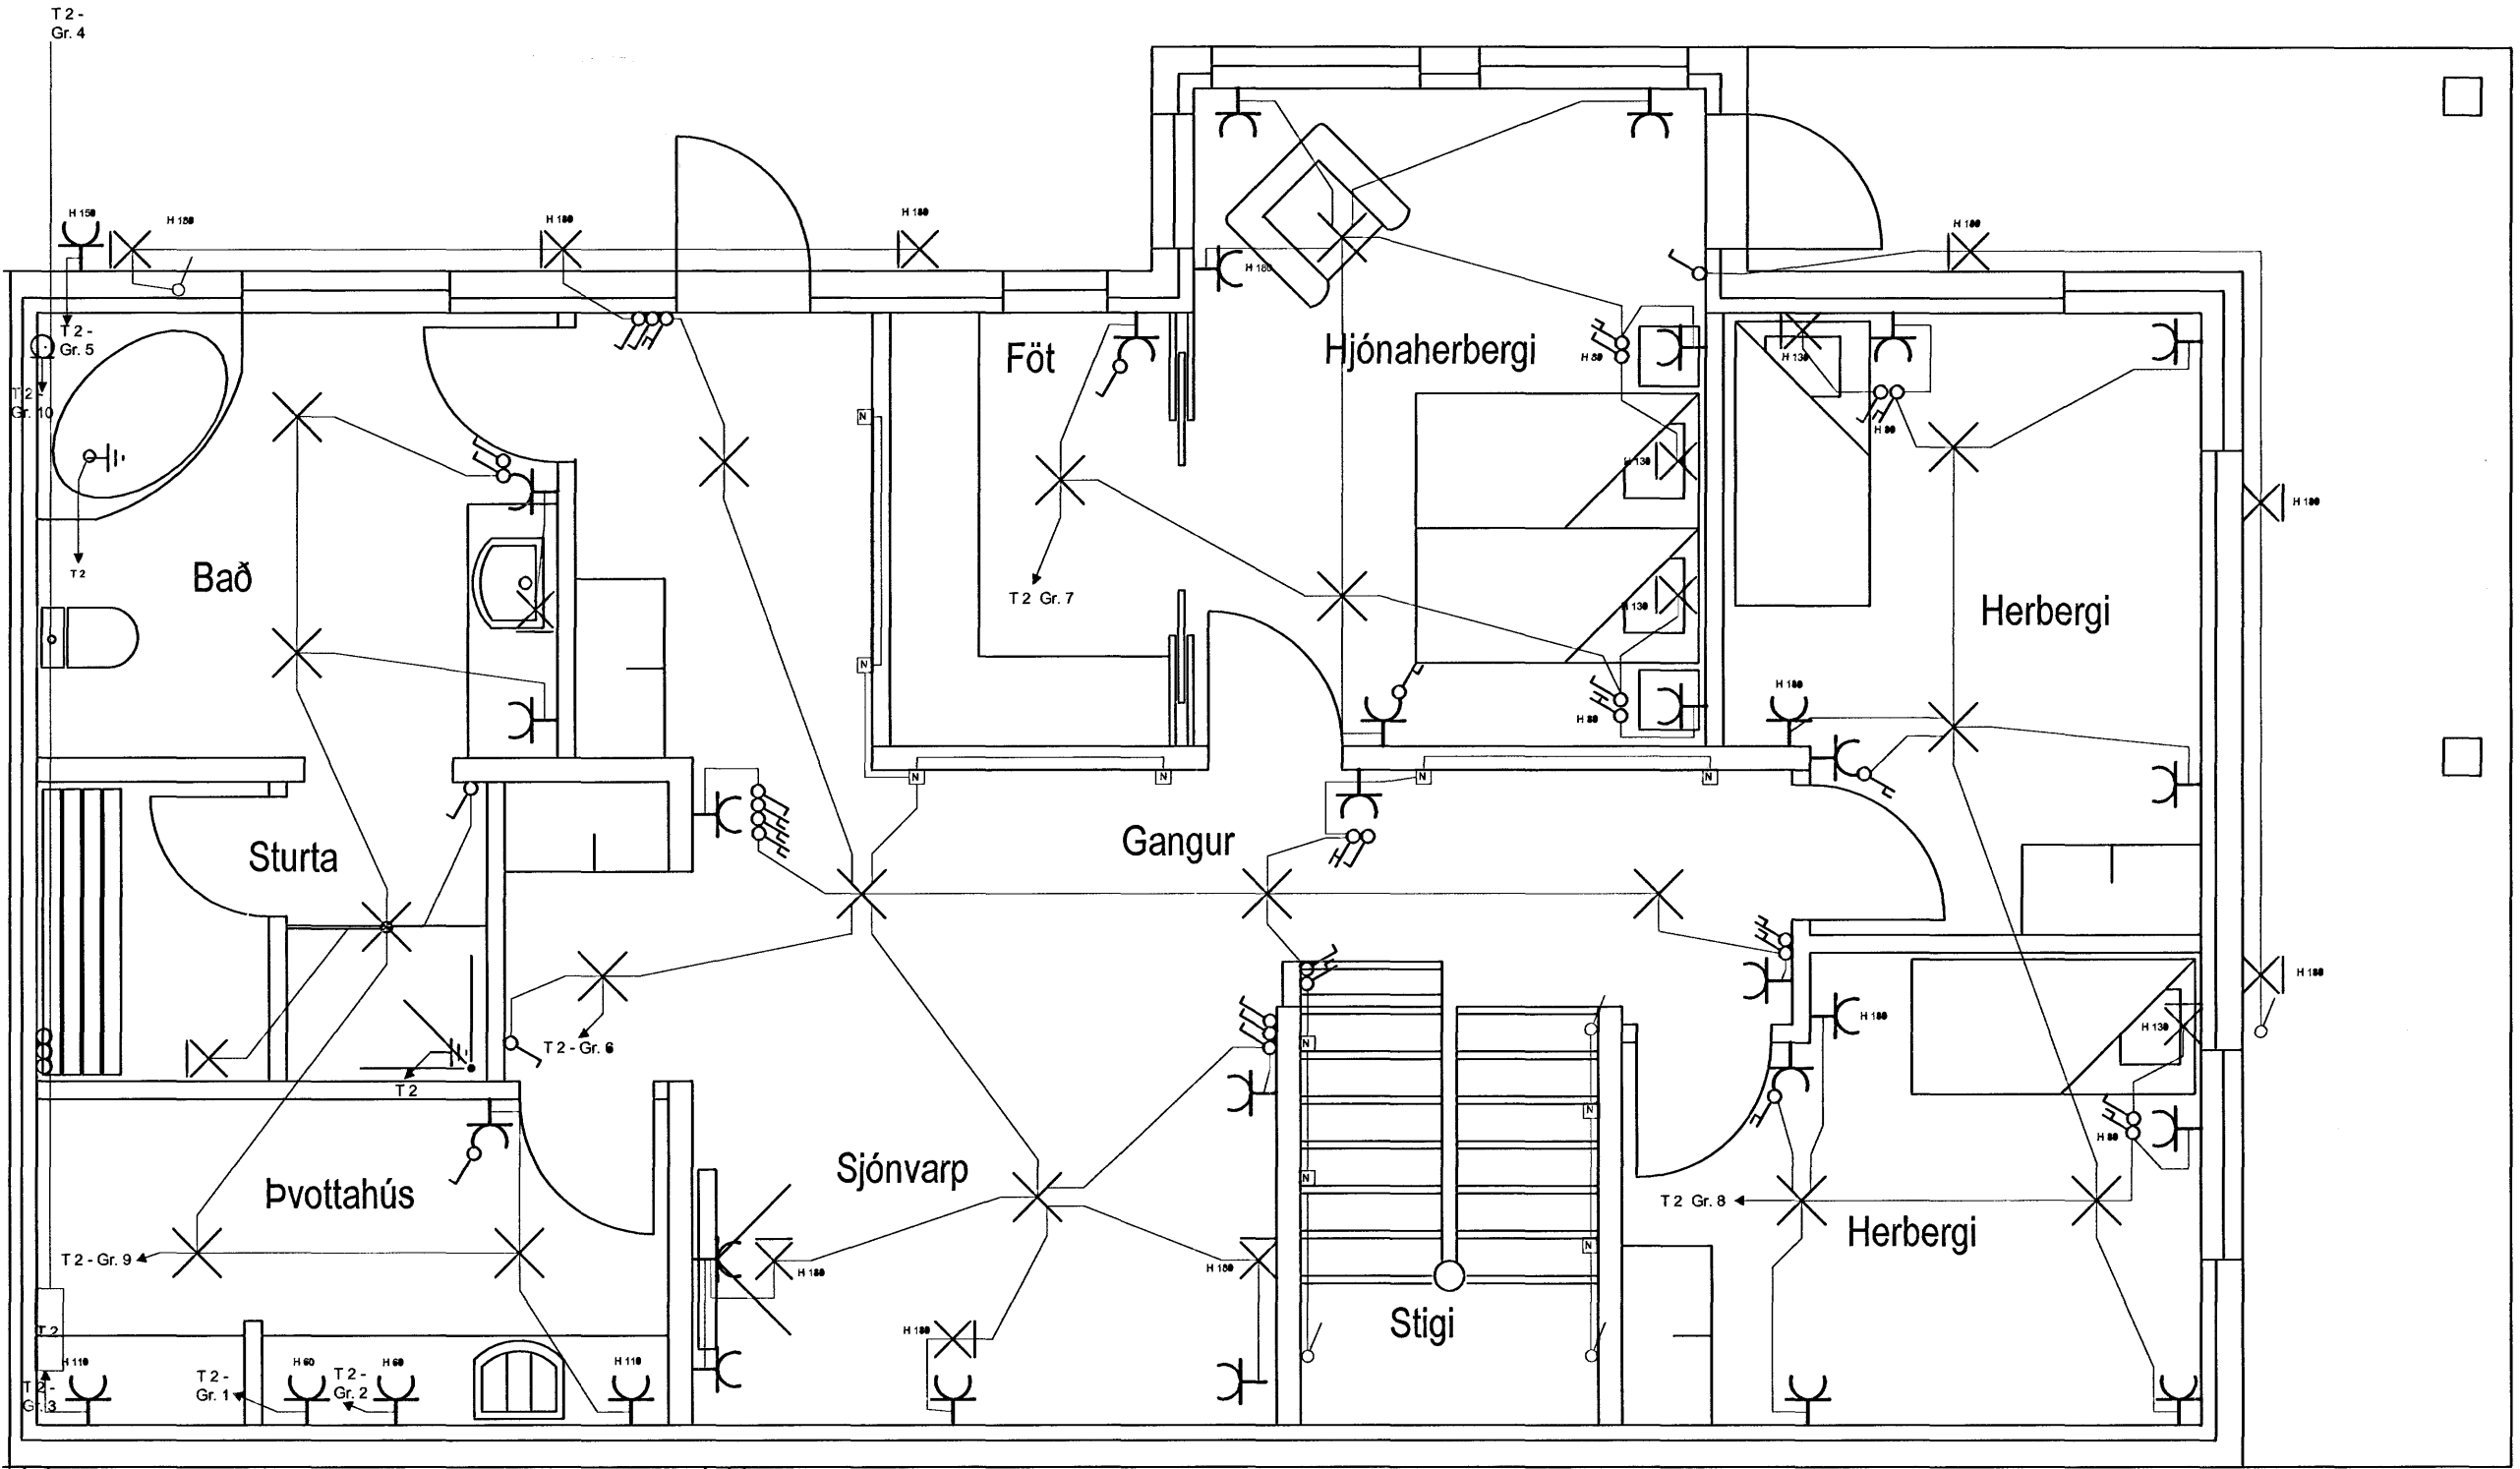 T 2 -
Gr. 4
H 150
H 180
H 180
H 180
H 180
T 2 -
Gr. 5
T 2 -
Gr. 10
T 2
H 180
Föt
Hjónaherbergi
H 80
H 130
H 80
N
H 130
H 180
Bað
T 2 Gr. 7
H 130
Herbergi
N
H 80
H 180
N
N
N
N
Sturta
Gangur
H 180
T 2 - Gr. 6
N
H 180
H 130
T 2
N
H 80
Þvottahús
Sjónvarp
N
T 2 Gr. 8
Herbergi
T 2 - Gr. 9
H 180
H 180
N
T 2
H 180
Stigi
H 110
T 2 -
Gr. 3
T 2 -
Gr. 1
H 60
T 2 -
Gr. 2
H 60
H 110